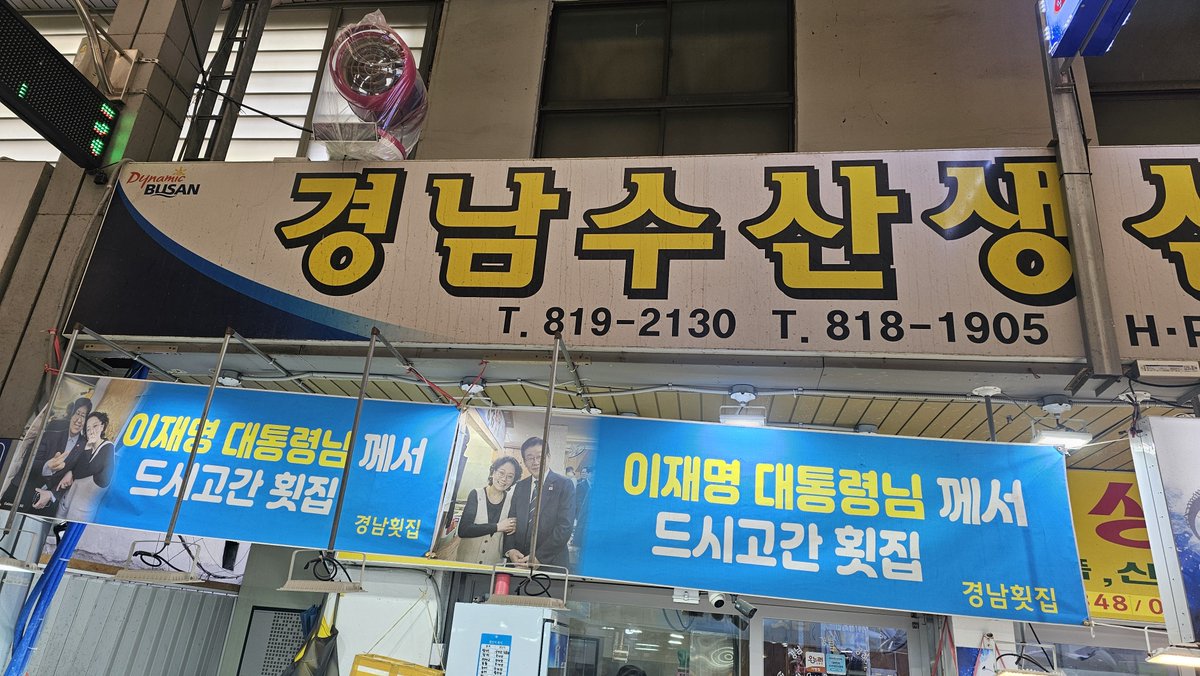 Dynamic
BUSAN
경남수산생
T. 819-2130 T. 818-1905
이재명 대통령님 께서
드시고간 횟집
경남횟집
이재명 대통령님 께서
드시고간 횟집
경남횟집